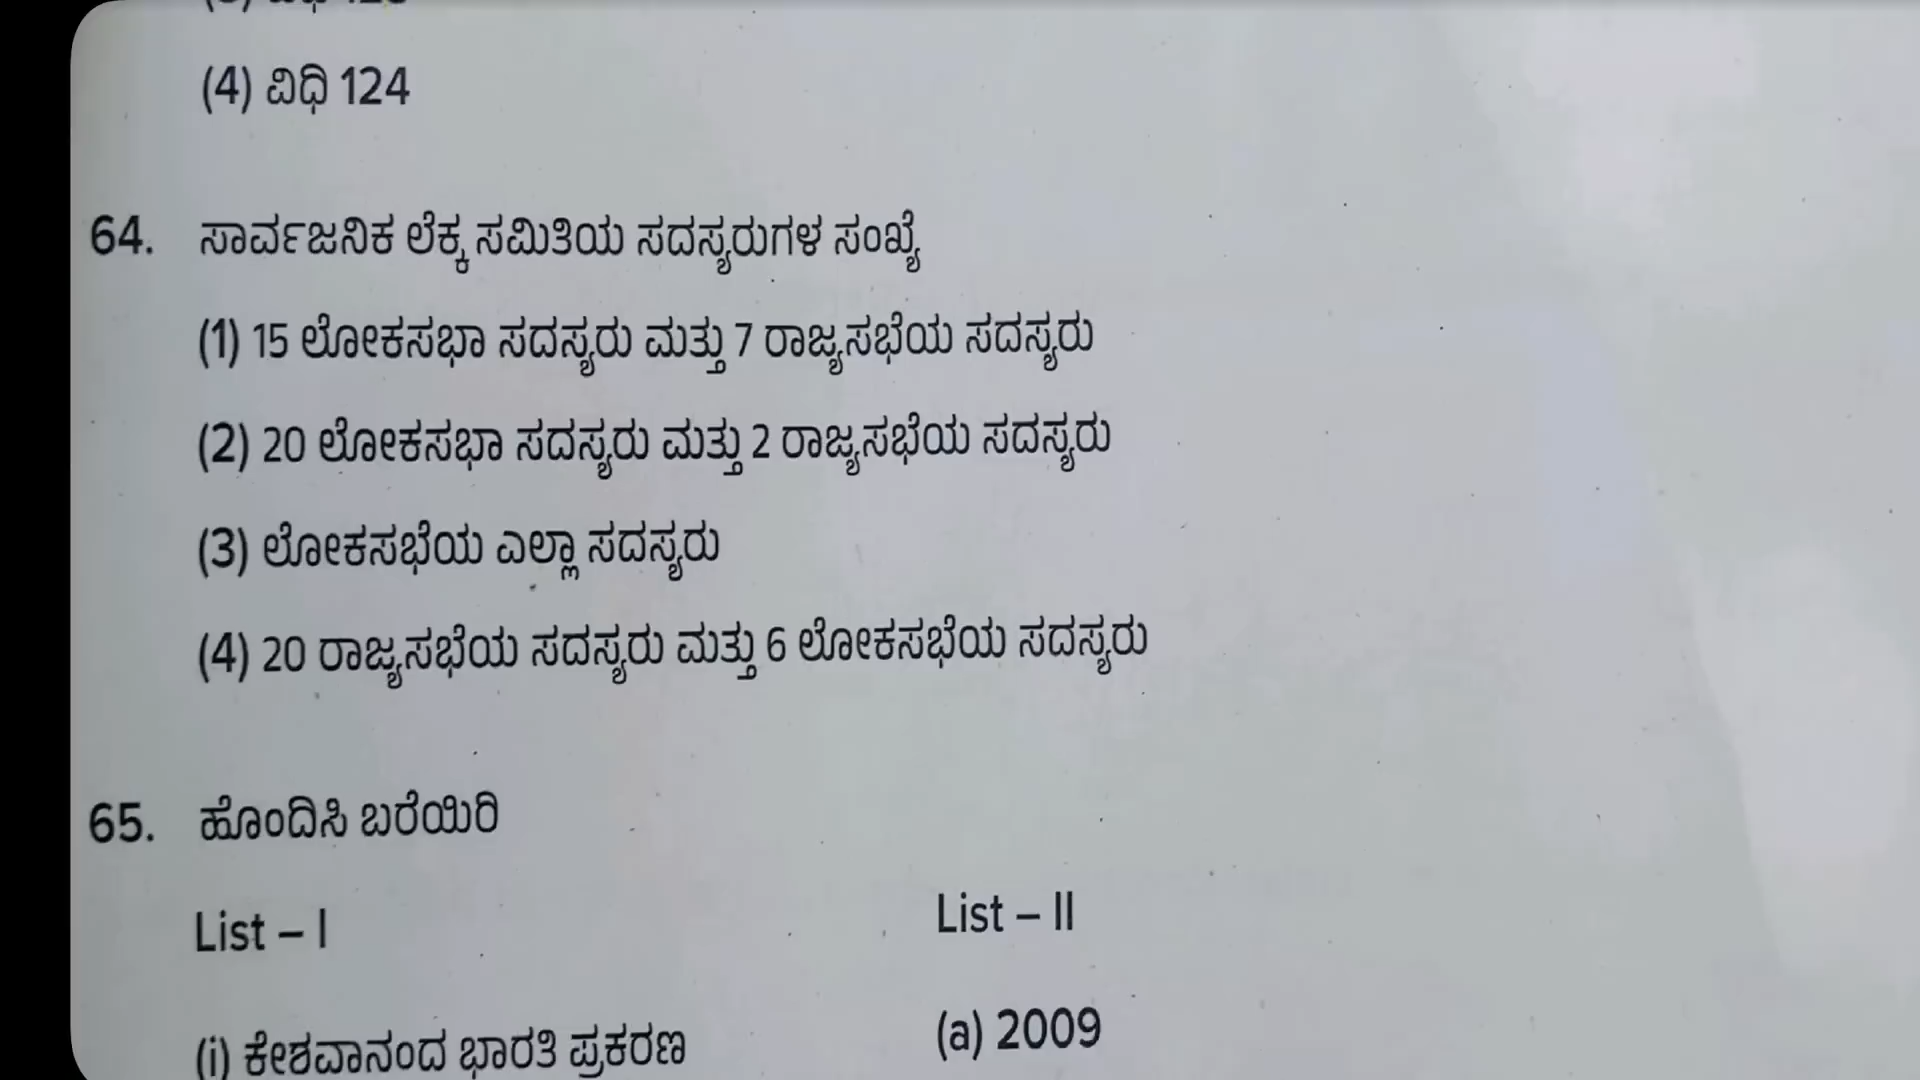 (4) ವಿಧಿ 124
64. ಸಾರ್ವಜನಿಕ ಲೆಕ್ಕ ಸಮಿತಿಯ ಸದಸ್ಯರುಗಳ ಸಂಖ್ಯೆ
(1) 15 ಲೋಕಸಭಾ ಸದಸ್ಯರು ಮತ್ತು 7 ರಾಜ್ಯಸಭೆಯ ಸದಸ್ಯರು
(2) 20 ಲೋಕಸಭಾ ಸದಸ್ಯರು ಮತ್ತು 2 ರಾಜ್ಯಸಭೆಯ ಸದಸ್ಯರು
(3) ಲೋಕಸಭೆಯ ಎಲ್ಲಾ ಸದಸ್ಯರು
(4) 20 ರಾಜ್ಯಸಭೆಯ ಸದಸ್ಯರು ಮತ್ತು 6 ಲೋಕಸಭೆಯ ಸದಸ್ಯರು
65. ಹೊಂದಿಸಿ ಬರೆಯಿರಿ
List – I List – II
(i) ಕೇಶವಾನಂದ ಭಾರತಿ ಪ್ರಕರಣ (a) 2009